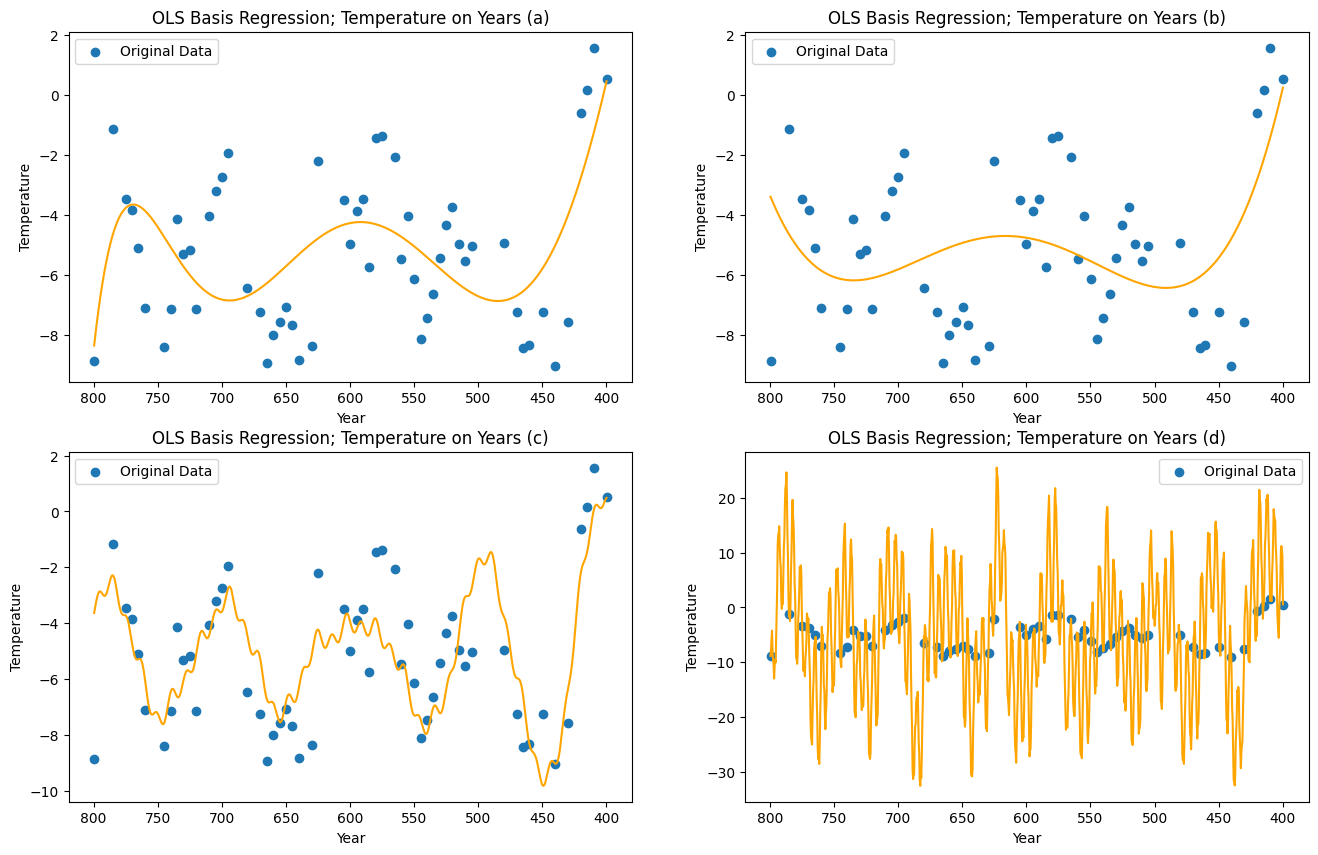 OLS Basis Regression; Temperature on Years (a)
2
0
−2
−4
−6
−8
Temperature
Original Data
800 750 700 650 600 550 500 450 400
Year
OLS Basis Regression; Temperature on Years (b)
2
0
−2
−4
−6
−8
Temperature
Original Data
800 750 700 650 600 550 500 450 400
Year
OLS Basis Regression; Temperature on Years (c)
2
0
−2
−4
−6
−8
−10
Temperature
Original Data
800 750 700 650 600 550 500 450 400
Year
OLS Basis Regression; Temperature on Years (d)
20
10
0
−10
−20
−30
Temperature
Original Data
800 750 700 650 600 550 500 450 400
Year